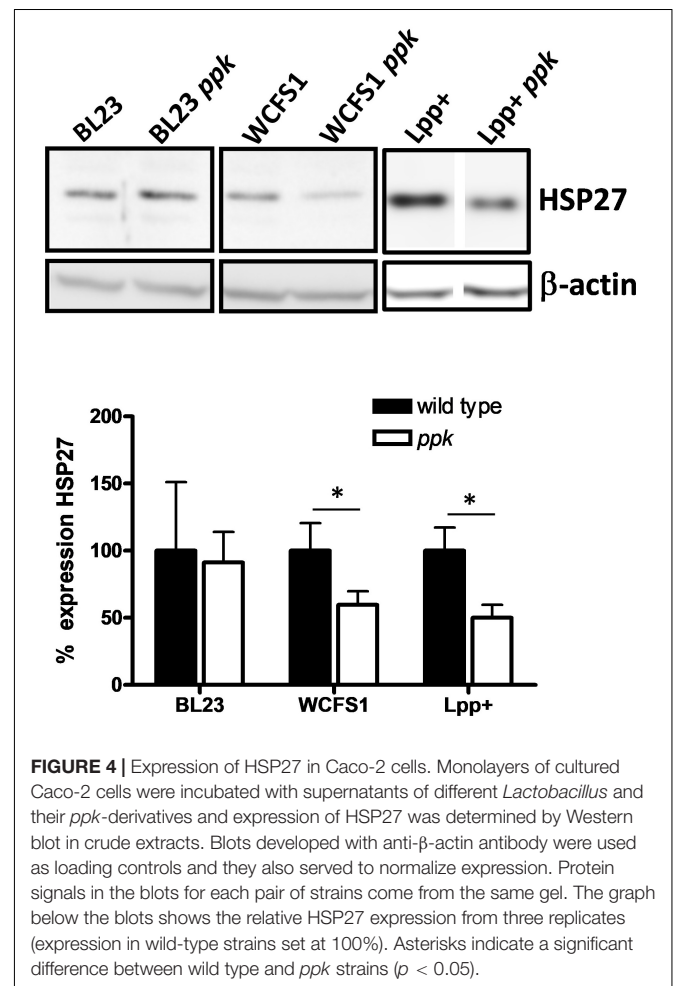 BL23
BL23 ppk
WCFS1
WCFS1 ppk
Lpp+
Lpp+ ppk
HSP27
β-actin
wild type
ppk
% expression HSP27
200
150
100
50
0
*
*
BL23
WCFS1
Lpp+
FIGURE 4 | Expression of HSP27 in Caco-2 cells. Monolayers of cultured
Caco-2 cells were incubated with supernatants of different Lactobacillus and
their ppk-derivatives and expression of HSP27 was determined by Western
blot in crude extracts. Blots developed with anti-β-actin antibody were used
as loading controls and they also served to normalize expression. Protein
signals in the blots for each pair of strains come from the same gel. The graph
below the blots shows the relative HSP27 expression from three replicates
(expression in wild-type strains set at 100%). Asterisks indicate a significant
difference between wild type and ppk strains (p < 0.05).